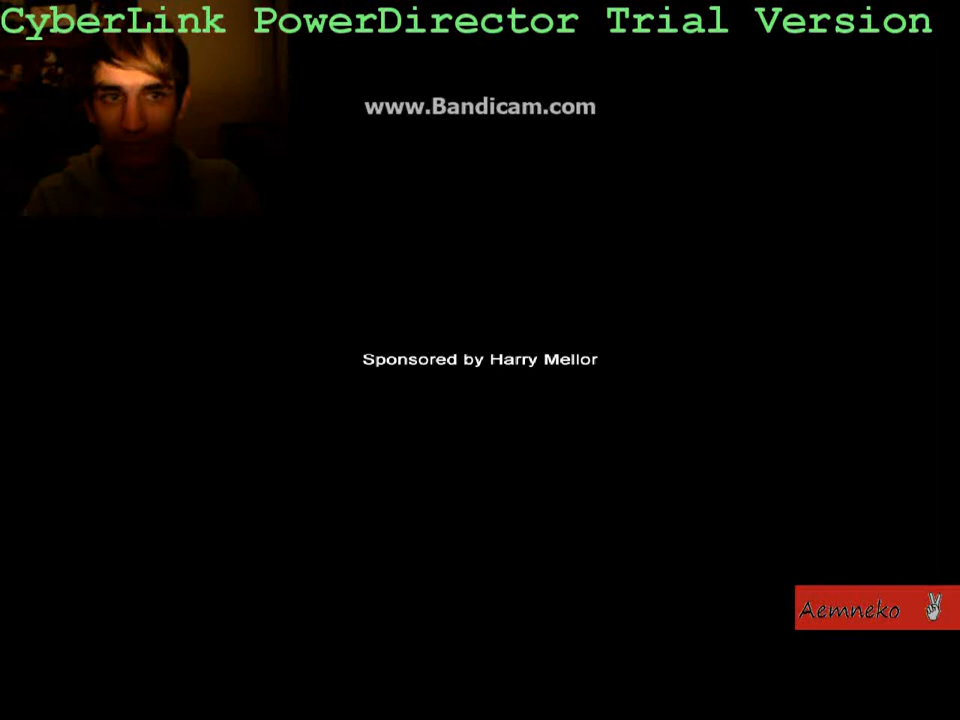 CyberLink PowerDirector Trial Version
www.Bandicam.com
Sponsored by Harry Mellor
Aemneko